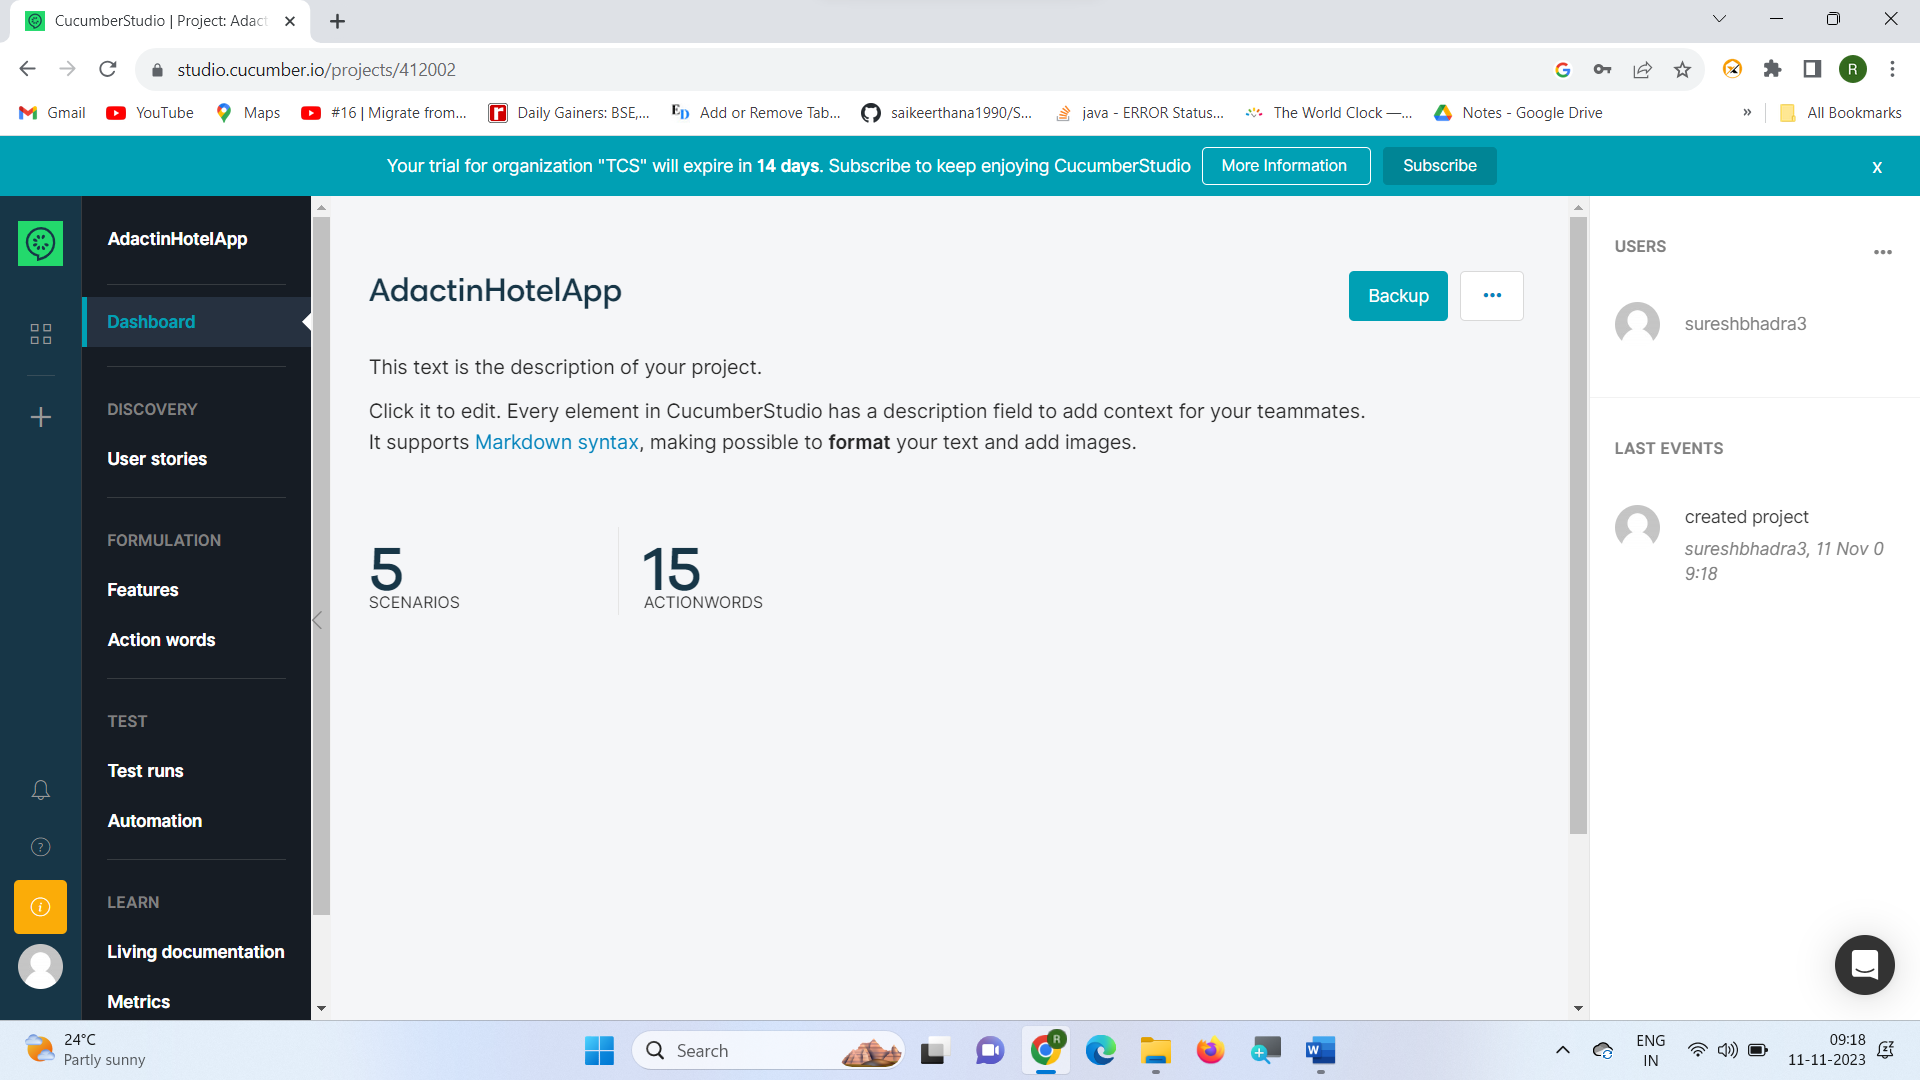 CucumberStudio | Project: Adact
studio.cucumber.io/projects/412002
R
Gmail
YouTube
Maps
#16 | Migrate from...
Daily Gainers: BSE,...
Add or Remove Tab...
saikeerthana1990/S...
java - ERROR Status...
The World Clock —...
Notes - Google Drive
»
All Bookmarks
Your trial for organization "TCS" will expire in 14 days. Subscribe to keep enjoying CucumberStudio
More Information
Subscribe
x
AdactinHotelApp
Dashboard
DISCOVERY
User stories
FORMULATION
Features
Action words
TEST
Test runs
Automation
LEARN
Living documentation
Metrics
AdactinHotelApp
Backup
This text is the description of your project.
Click it to edit. Every element in CucumberStudio has a description field to add context for your teammates.
It supports Markdown syntax, making possible to format your text and add images.
5
SCENARIOS
15
ACTIONWORDS
USERS
sureshbhadra3
LAST EVENTS
created project
sureshbhadra3, 11 Nov 0
9:18
24°C
Partly sunny
Search
ENG
IN
09:18
11-11-2023